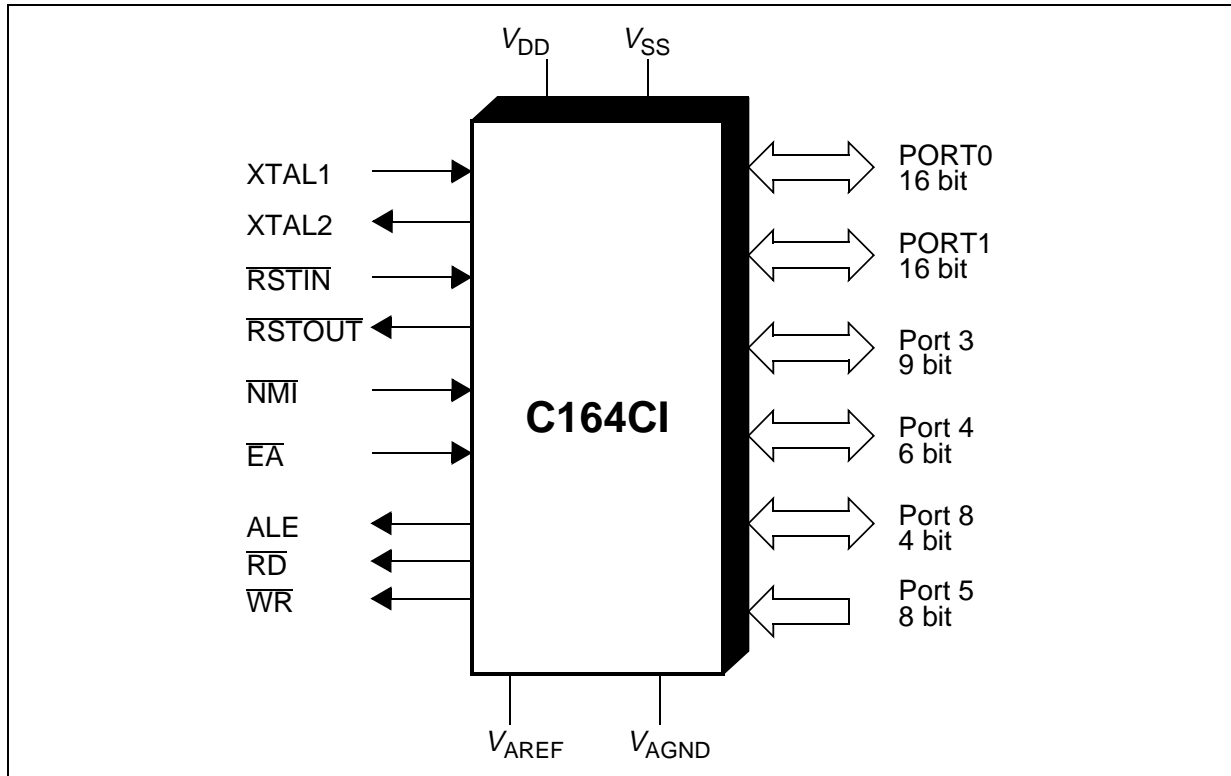 VDD
VSS
XTAL1
XTAL2
RSTIN
RSTOUT
NMI
EA
ALE
RD
WR
C164CI
PORT0
16 bit
PORT1
16 bit
Port 3
9 bit
Port 4
6 bit
Port 8
4 bit
Port 5
8 bit
VAREF
VAGND